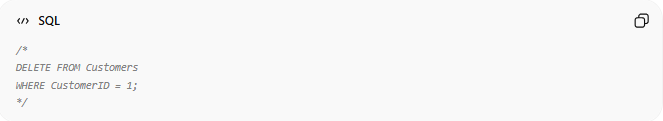 SQL
/*
DELETE FROM Customers
WHERE CustomerID = 1;
*/